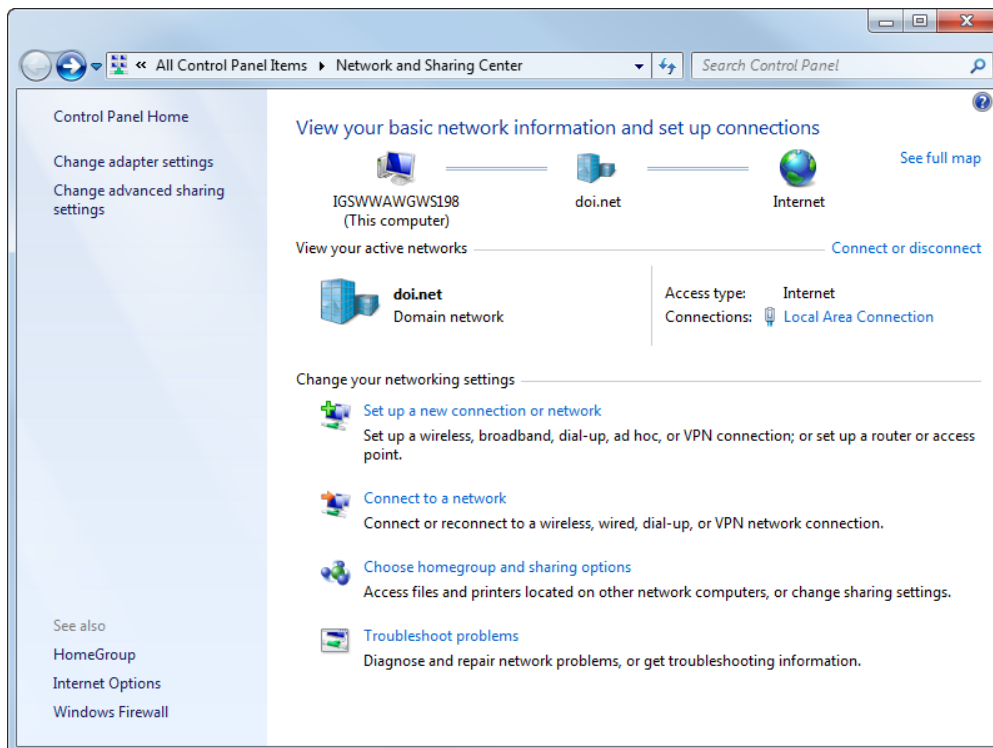 « All Control Panel Items ▸ Network and Sharing Center
Search Control Panel
Control Panel Home
Change adapter settings
Change advanced sharing
settings
See also
HomeGroup
Internet Options
Windows Firewall
View your basic network information and set up connections
See full map
IGSWWAWGWS198
(This computer)
doi.net
Internet
View your active networks
Connect or disconnect
doi.net
Domain network
Access type: Internet
Connections: Local Area Connection
Change your networking settings
Set up a new connection or network
Set up a wireless, broadband, dial-up, ad hoc, or VPN connection; or set up a router or access
point.
Connect to a network
Connect or reconnect to a wireless, wired, dial-up, or VPN network connection.
Choose homegroup and sharing options
Access files and printers located on other network computers, or change sharing settings.
Troubleshoot problems
Diagnose and repair network problems, or get troubleshooting information.